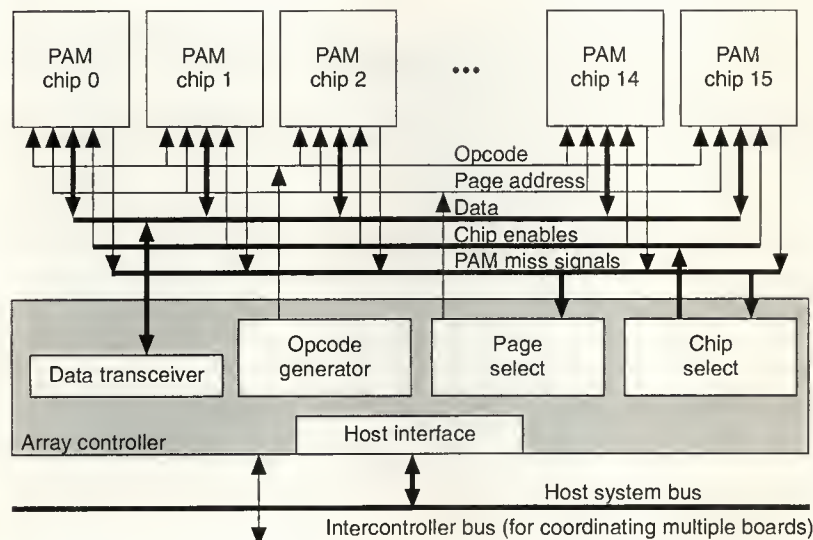 PAM
chip 0
PAM
chip 1
PAM
chip 2
•••
PAM
chip 14
PAM
chip 15
Opcode
Page address
Data
Chip enables
PAM miss signals
Data transceiver
Opcode
generator
Page
select
Chip
select
Array controller
Host interface
Host system bus
Intercontroller bus (for coordinating multiple boards)